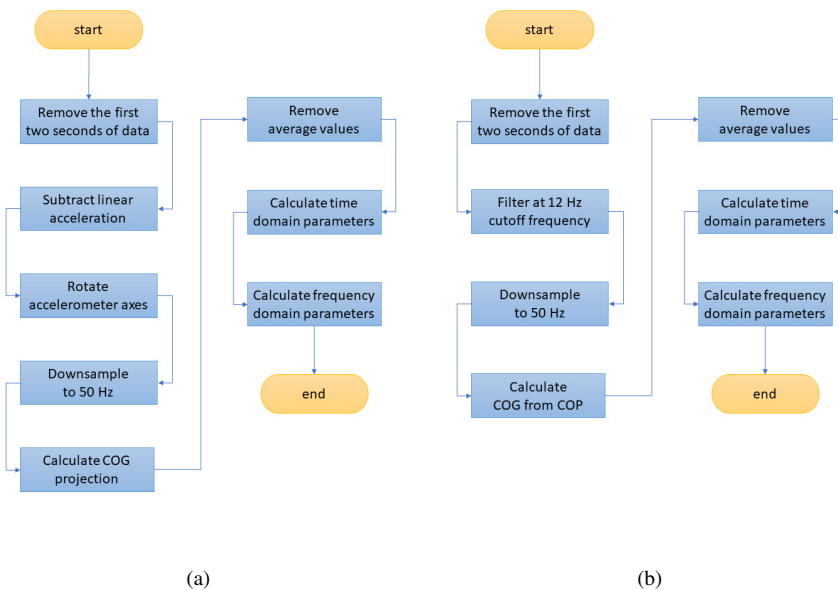 start
Remove the first
two seconds of data
Subtract linear
acceleration
Rotate
accelerometer axes
Downsample
to 50 Hz
Calculate COG
projection
Remove
average values
Calculate time
domain parameters
Calculate frequency
domain parameters
end
(a)
start
Remove the first
two seconds of data
Filter at 12 Hz
cutoff frequency
Downsample
to 50 Hz
Calculate
COG from COP
Remove
average values
Calculate time
domain parameters
Calculate frequency
domain parameters
end
(b)